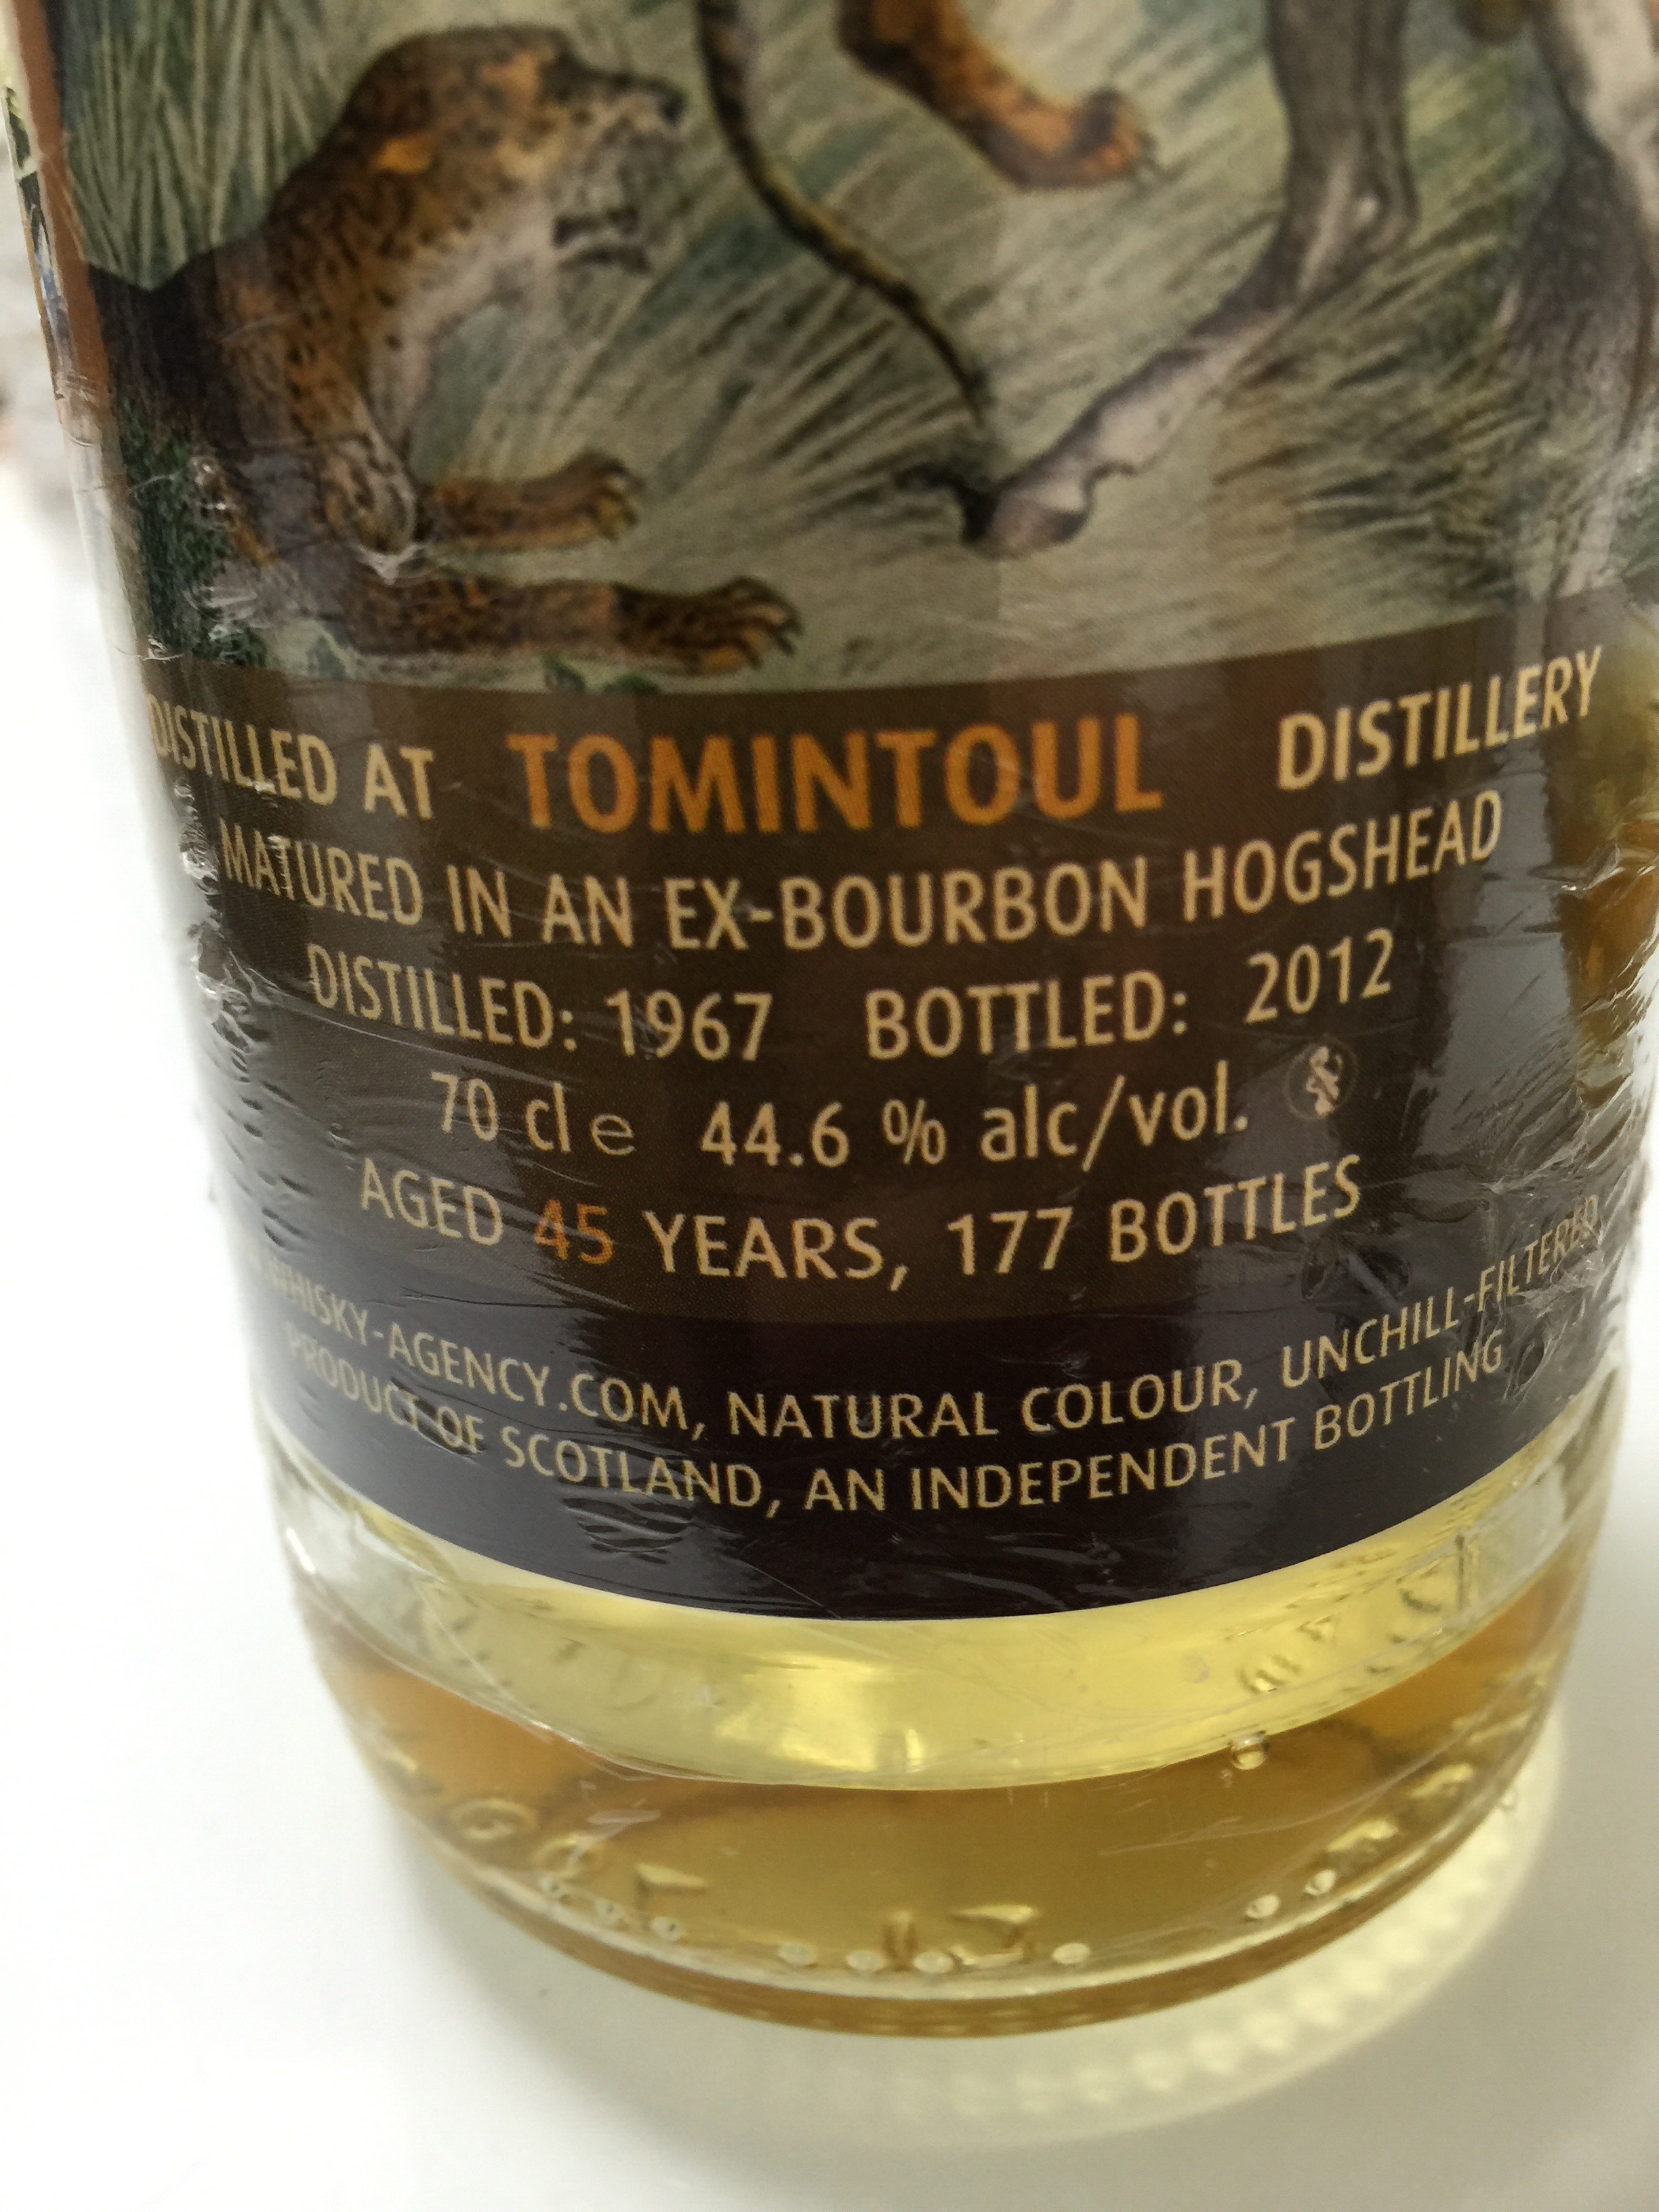 DISTILLED AT TOMINTOUL DISTILLERY
MATURED IN AN EX-BOURBON HOGSHEAD
DISTILLED: 1967 BOTTLED: 2012
70 cl e 44.6 % alc/vol.
AGED 45 YEARS, 177 BOTTLES
WHISKY-AGENCY.COM, NATURAL COLOUR, UNCHILL-FILTERED,
PRODUCT OF SCOTLAND, AN INDEPENDENT BOTTLING